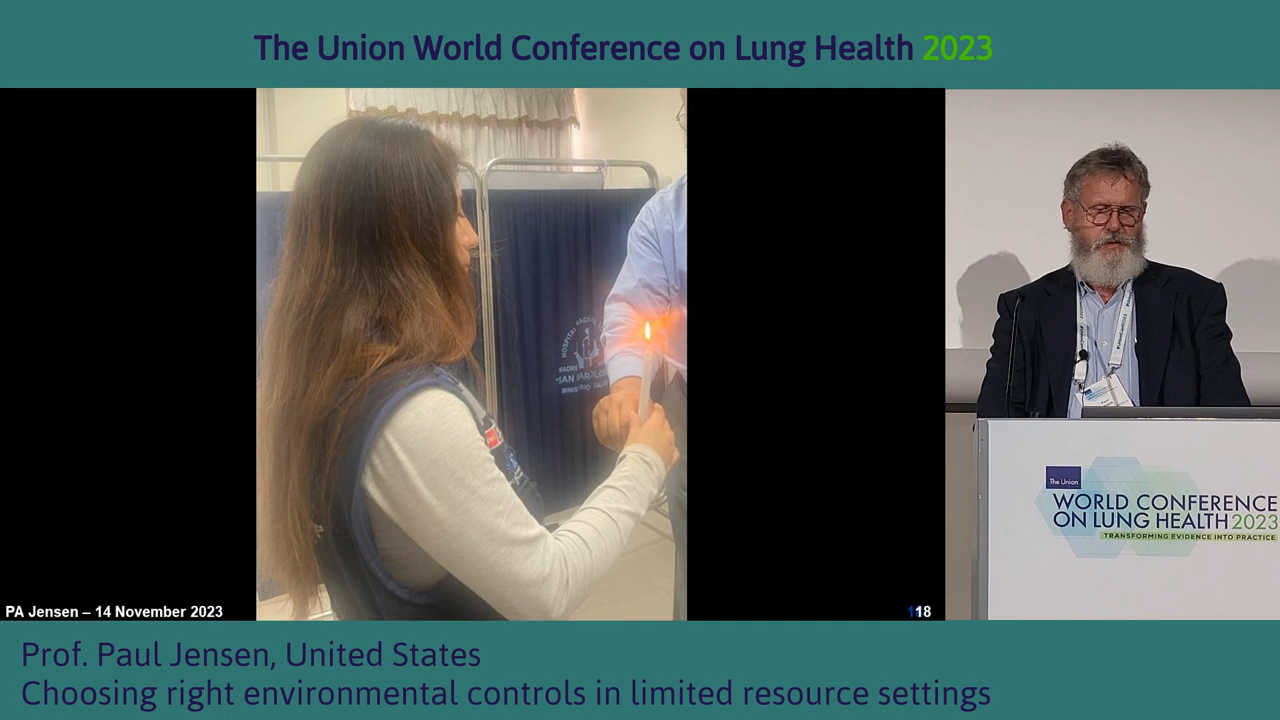 The Union World Conference on Lung Health 2023
HOSPITAL
PA Jensen – 14 November 2023
The Union
WORLD CONFERENCE
ON LUNG HEALTH 2023
TRANSFORMING EVIDENCE INTO PRACTICE
Prof. Paul Jensen, United States
Choosing right environmental controls in limited resource settings